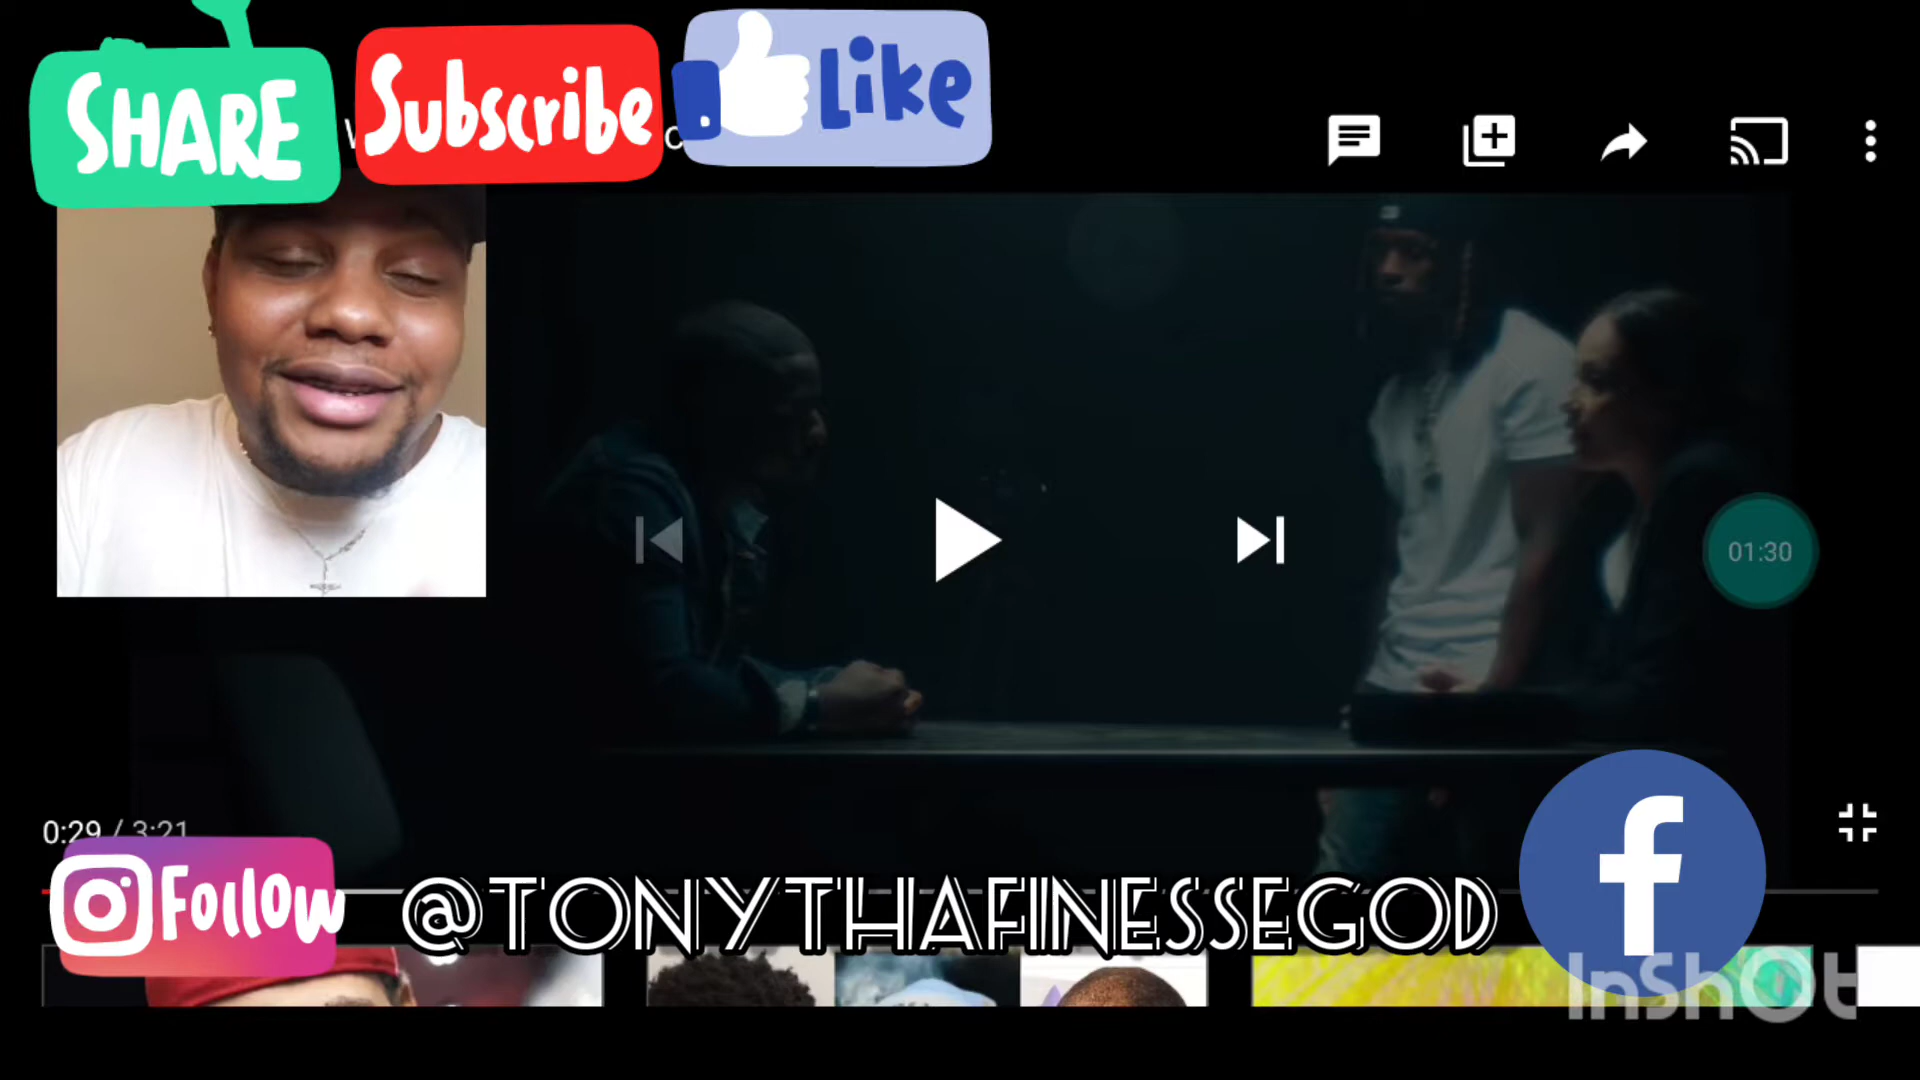 SHARE
Subscribe
Like
01:30
0:29 / 3:21
Follow
@TONYTHAFINESSEGOD
f
InShOt